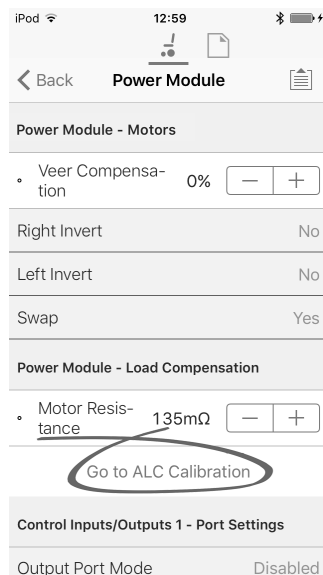 iPod 12:59
Back Power Module
Power Module - Motors
Veer Compensa-
tion 0% − +
Right Invert No
Left Invert No
Swap Yes
Power Module - Load Compensation
Motor Resis-
tance 135mΩ − +
Go to ALC Calibration
Control Inputs/Outputs 1 - Port Settings
Output Port Mode Disabled